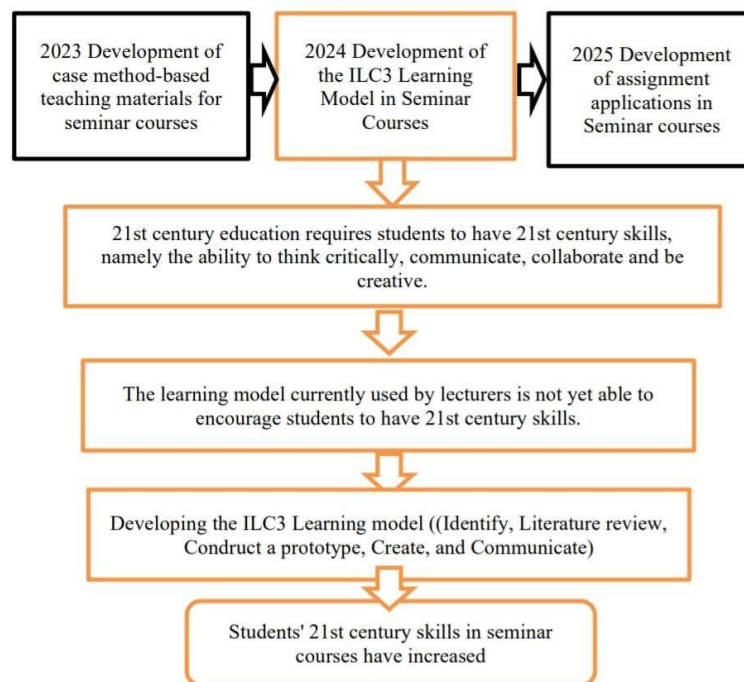 2023 Development of
case method-based
teaching materials for
seminar courses
2024 Development of
the ILC3 Learning
Model in Seminar
Courses
2025 Development
of assignment
applications in
Seminar courses
21st century education requires students to have 21st century skills,
namely the ability to think critically, communicate, collaborate and be
creative.
The learning model currently used by lecturers is not yet able to
encourage students to have 21st century skills.
Developing the ILC3 Learning model ((Identify, Literature review,
Conduct a prototype, Create, and Communicate)
Students' 21st century skills in seminar
courses have increased